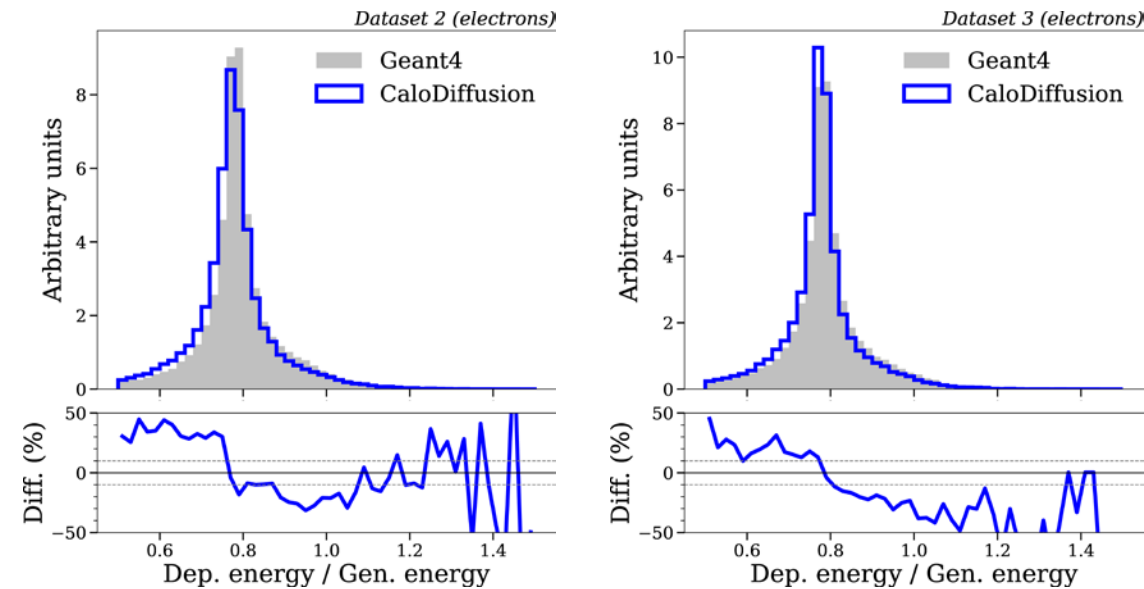 Dataset 2 (electrons)
Geant4
CaloDiffusion
Arbitrary units
8
6
4
2
0
50
0
−50
Diff. (%)
0.6 0.8 1.0 1.2 1.4
Dep. energy / Gen. energy
Dataset 3 (electrons)
Geant4
CaloDiffusion
Arbitrary units
10
8
6
4
2
0
50
0
−50
Diff. (%)
0.6 0.8 1.0 1.2 1.4
Dep. energy / Gen. energy